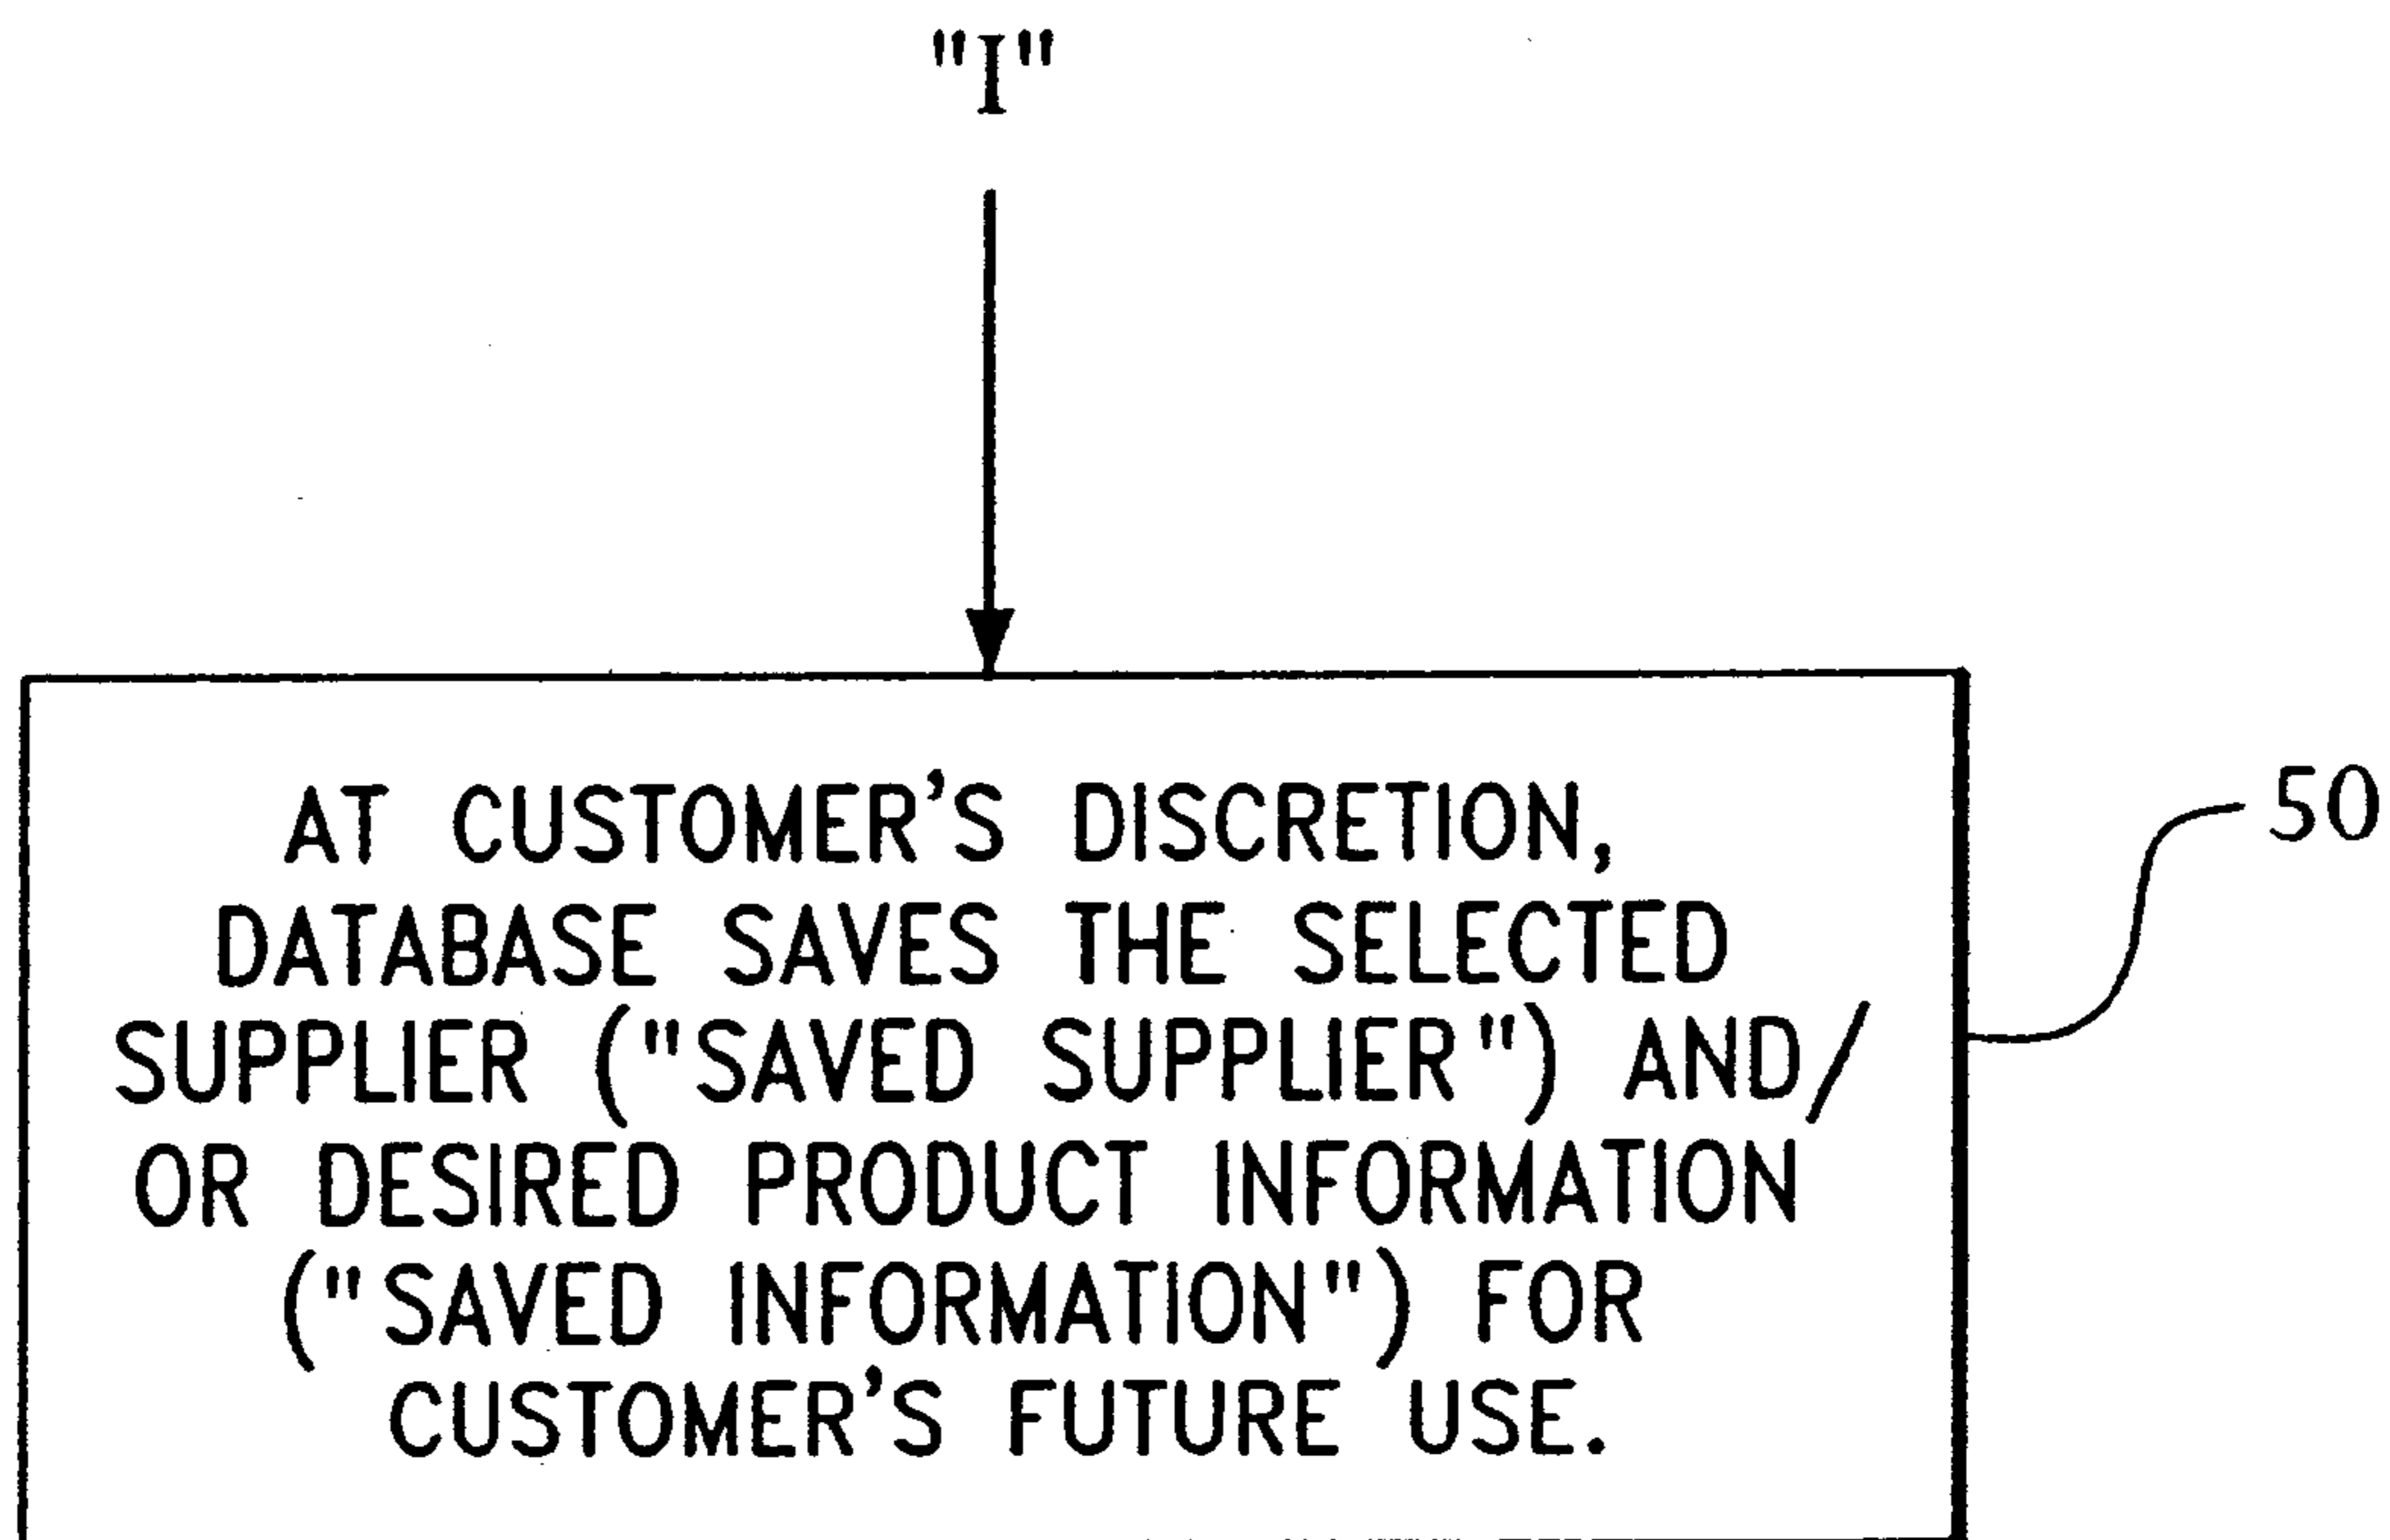 "I"
AT CUSTOMER'S DISCRETION,
DATABASE SAVES THE SELECTED
SUPPLIER ("SAVED SUPPLIER") AND/
OR DESIRED PRODUCT INFORMATION
("SAVED INFORMATION") FOR
CUSTOMER'S FUTURE USE.
50